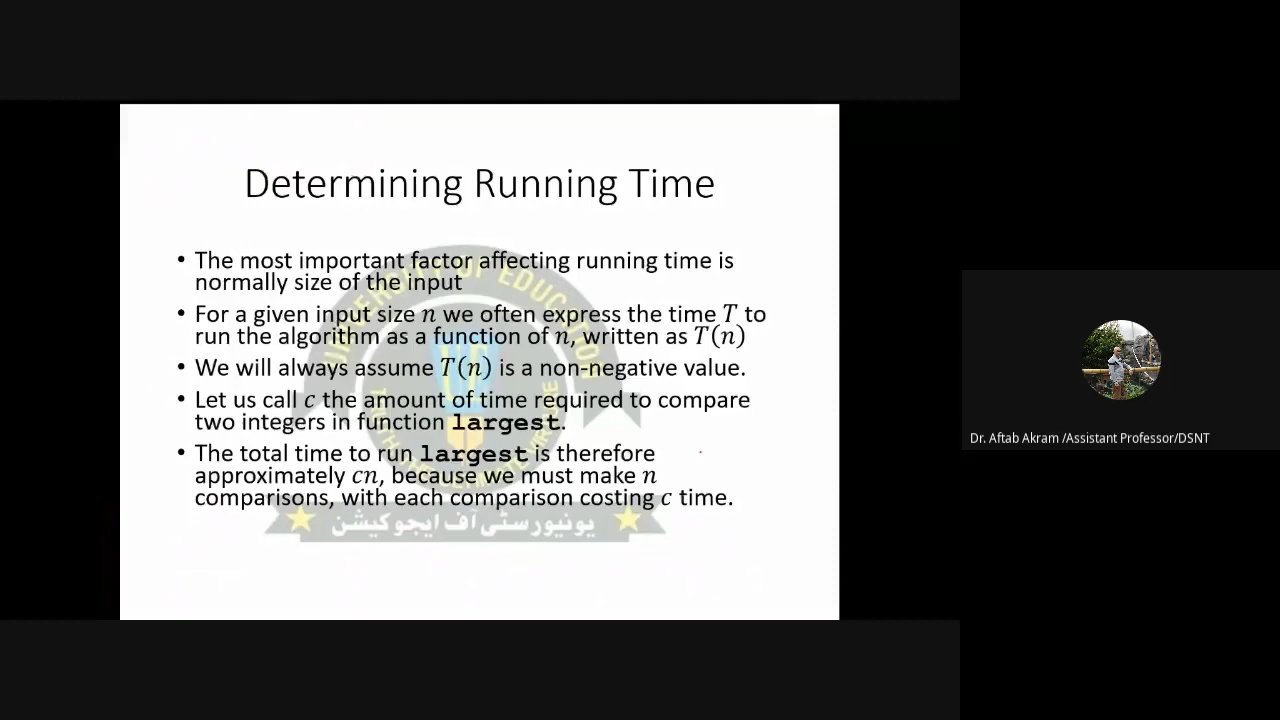 Determining Running Time
• The most important factor affecting running time is
normally size of the input
• For a given input size n we often express the time T to
run the algorithm as a function of n, written as T(n)
• We will always assume T(n) is a non-negative value.
• Let us call c the amount of time required to compare
two integers in function largest.
• The total time to run largest is therefore
approximately cn, because we must make n
comparisons, with each comparison costing c time.
UNIVERSITY OF EDUCATION
یونیورسٹی آف ایجوکیشن
Dr. Aftab Akram /Assistant Professor/DSNT